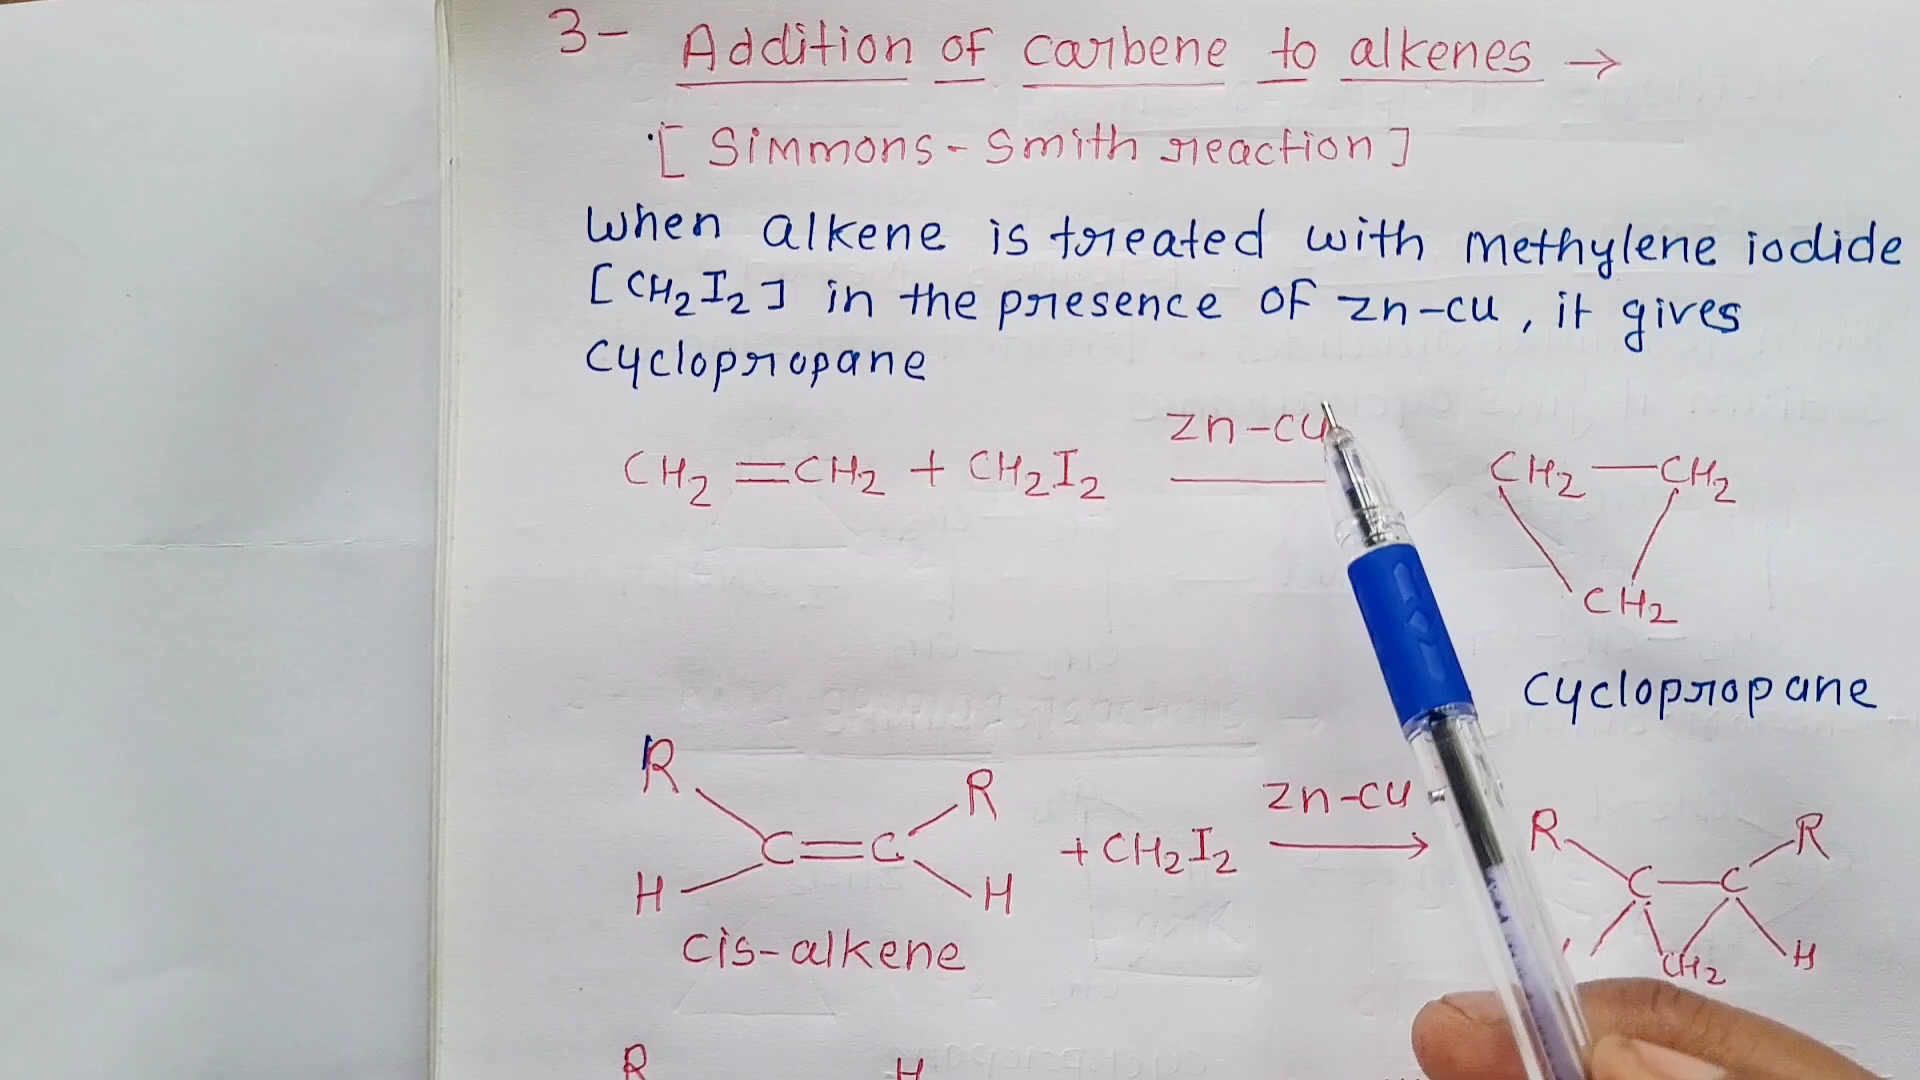 3- Addition of carbene to alkenes →
[Simmons-Smith reaction]
When alkene is treated with methylene iodide
[CH₂I₂] in the presence of Zn-Cu, it gives
cyclopropane
CH₂=CH₂ + CH₂I₂ Zn-Cu CH₂—CH₂
CH₂
cyclopropane
R R + CH₂I₂ Zn-Cu → R R
C=C C—C
H H CH₂ H
cis-alkene
R H